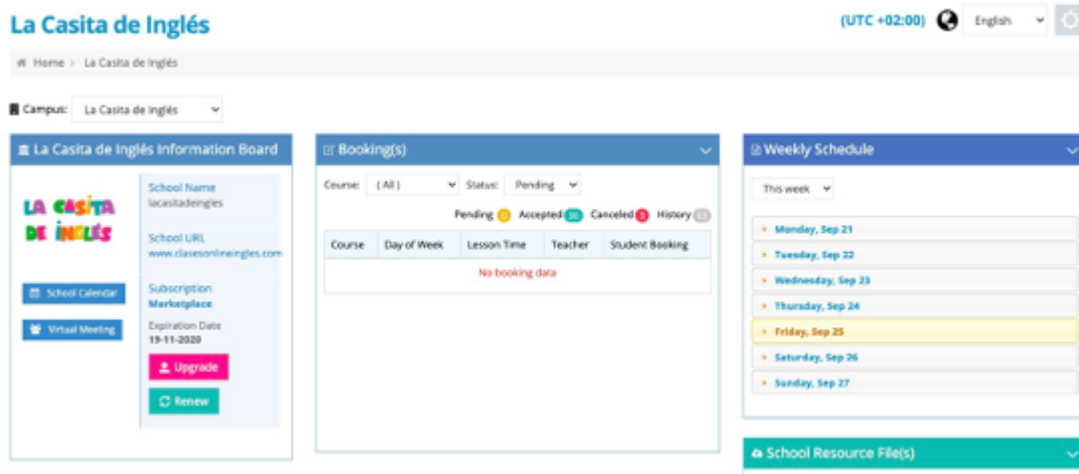 La Casita de Inglés
(UTC +02:00) English
Home > La Casita de Inglés
Campus: La Casita de Inglés
La Casita de Inglés Information Board
LA CASITA
DE INGLÉS
School Calendar
Virtual Meeting
School Name
lacasitadeingles
School URL
www.clasesonlineingles.com
Subscription
Marketplace
Expiration Date
19-11-2020
Upgrade
Renew
Booking(s)
Course: (All) Status: Pending
Pending 0 Accepted Canceled 3 History
Course Day of Week Lesson Time Teacher Student Booking
No booking data
Weekly Schedule
This week
Monday, Sep 21
Tuesday, Sep 22
Wednesday, Sep 23
Thursday, Sep 24
Friday, Sep 25
Saturday, Sep 26
Sunday, Sep 27
School Resource File(s)